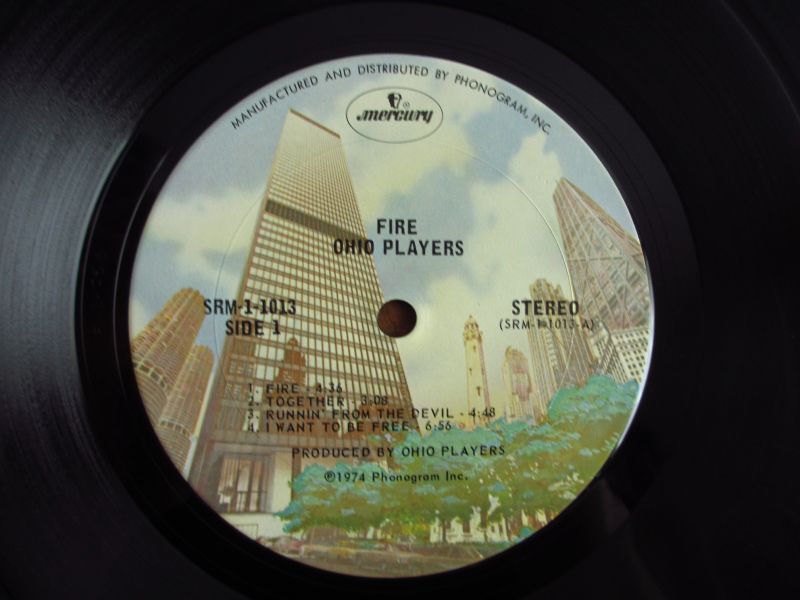 MANUFACTURED AND DISTRIBUTED BY PHONOGRAM, INC.
mercury ®
FIRE
OHIO PLAYERS
SRM-1-1013
SIDE 1
STEREO
(SRM-1-1013-A)
1. FIRE - 4:36
2. TOGETHER - 3:08
3. RUNNIN' FROM THE DEVIL - 4:48
4. I WANT TO BE FREE - 6:56
PRODUCED BY OHIO PLAYERS
℗1974 Phonogram Inc.